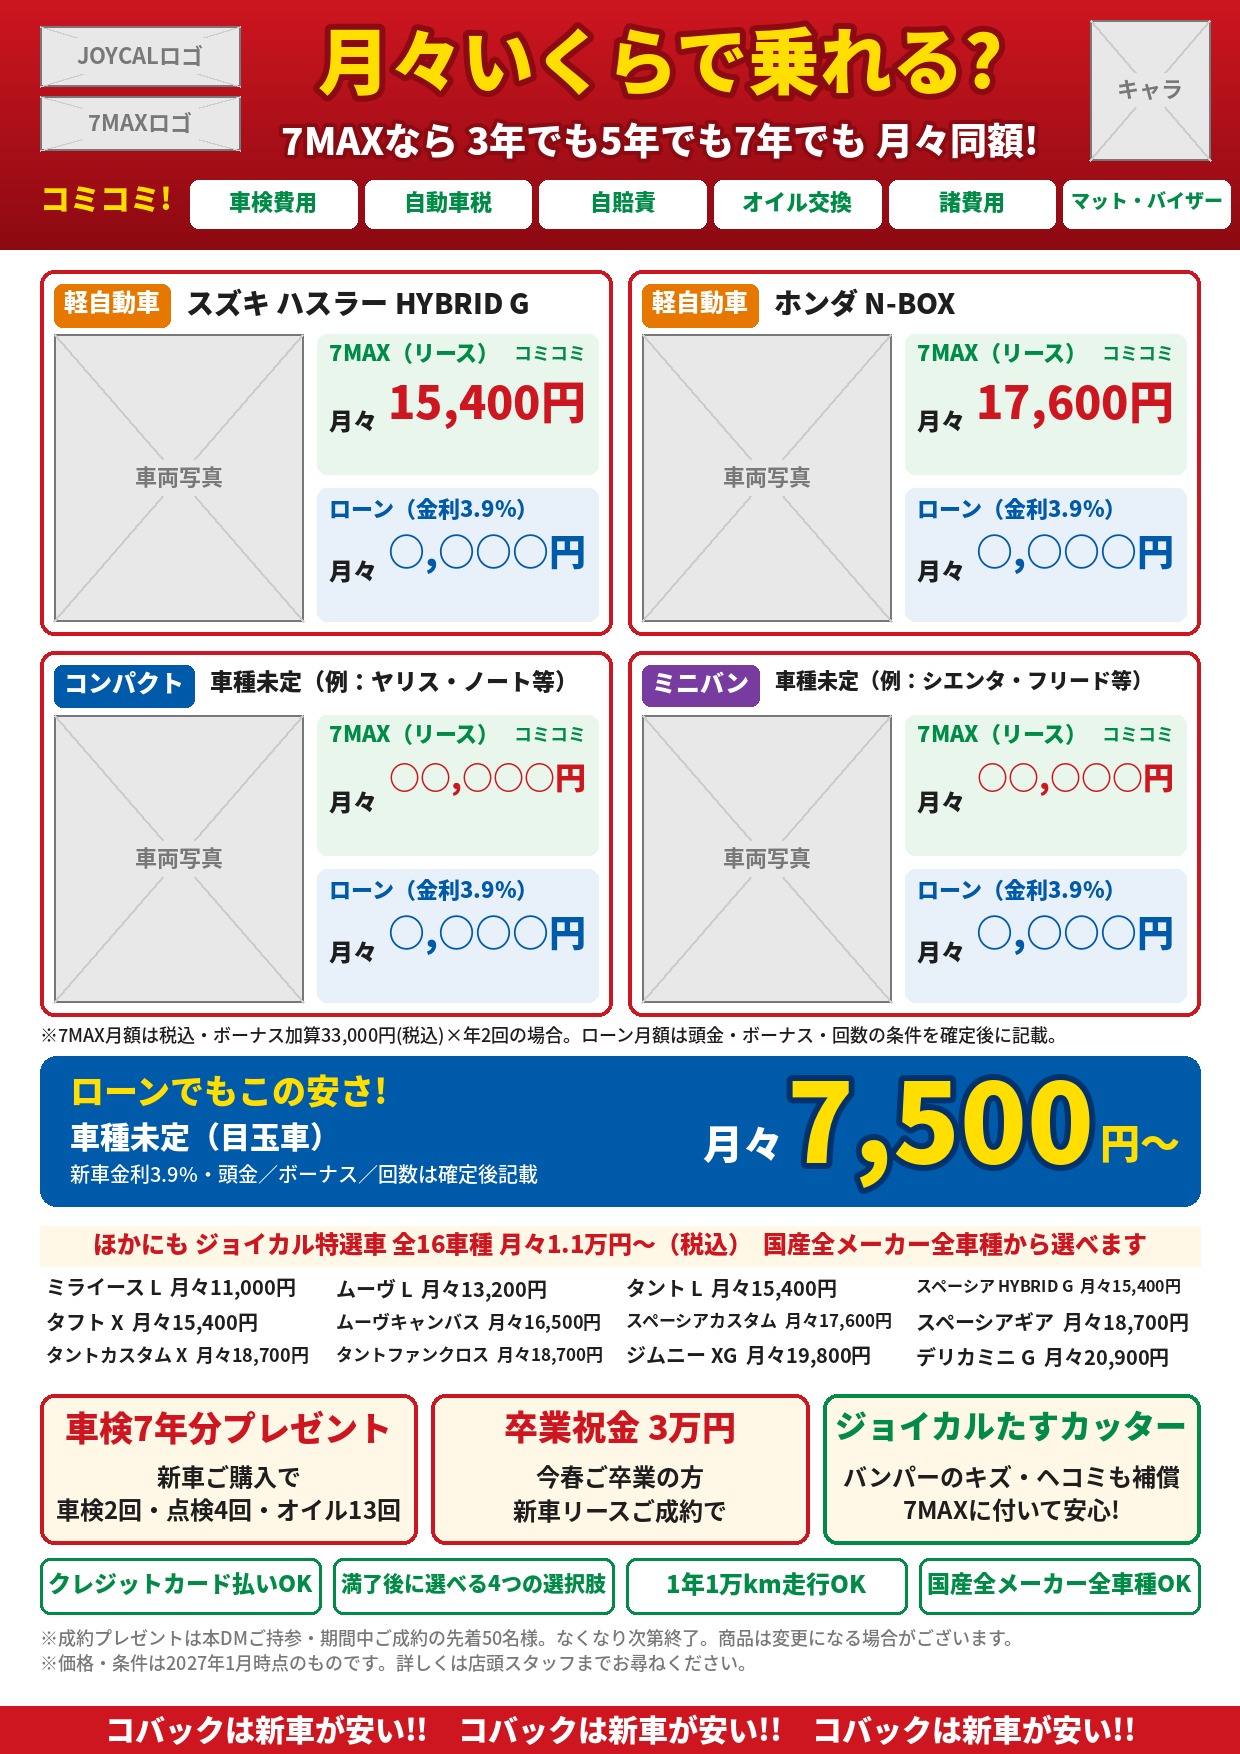 JOYCALロゴ
7MAXロゴ
月々いくらで乗れる?
7MAXなら 3年でも5年でも7年でも 月々同額!
キャラ
コミコミ! 車検費用 自動車税 自賠責 オイル交換 諸費用 マット・バイザー
軽自動車 スズキ ハスラー HYBRID G
車両写真
7MAX（リース） コミコミ
月々 15,400円
ローン（金利3.9%）
月々 〇,〇〇〇円
軽自動車 ホンダ N-BOX
車両写真
7MAX（リース） コミコミ
月々 17,600円
ローン（金利3.9%）
月々 〇,〇〇〇円
コンパクト 車種未定（例：ヤリス・ノート等）
車両写真
7MAX（リース） コミコミ
月々 〇〇,〇〇〇円
ローン（金利3.9%）
月々 〇,〇〇〇円
ミニバン 車種未定（例：シエンタ・フリード等）
車両写真
7MAX（リース） コミコミ
月々 〇〇,〇〇〇円
ローン（金利3.9%）
月々 〇,〇〇〇円
※7MAX月額は税込・ボーナス加算33,000円(税込)×年2回の場合。ローン月額は頭金・ボーナス・回数の条件を確定後に記載。
ローンでもこの安さ!
車種未定（目玉車）
新車金利3.9%・頭金／ボーナス／回数は確定後記載
月々 7,500円～
ほかにも ジョイカル特選車 全16車種 月々1.1万円～（税込） 国産全メーカー全車種から選べます
ミライース L 月々11,000円 ムーヴ L 月々13,200円 タント L 月々15,400円 スペーシア HYBRID G 月々15,400円
タフト X 月々15,400円 ムーヴキャンバス 月々16,500円 スペーシアカスタム 月々17,600円 スペーシアギア 月々18,700円
タントカスタム X 月々18,700円 タントファンクロス 月々18,700円 ジムニー XG 月々19,800円 デリカミニ G 月々20,900円
車検7年分プレゼント
新車ご購入で
車検2回・点検4回・オイル13回
卒業祝金 3万円
今春ご卒業の方
新車リースご成約で
ジョイカルたすカッター
バンパーのキズ・ヘコミも補償
7MAXに付いて安心!
クレジットカード払いOK 満了後に選べる4つの選択肢 1年1万km走行OK 国産全メーカー全車種OK
※成約プレゼントは本DMご持参・期間中ご成約の先着50名様。なくなり次第終了。商品は変更になる場合がございます。
※価格・条件は2027年1月時点のものです。詳しくは店頭スタッフまでお尋ねください。
コバックは新車が安い!! コバックは新車が安い!! コバックは新車が安い!!